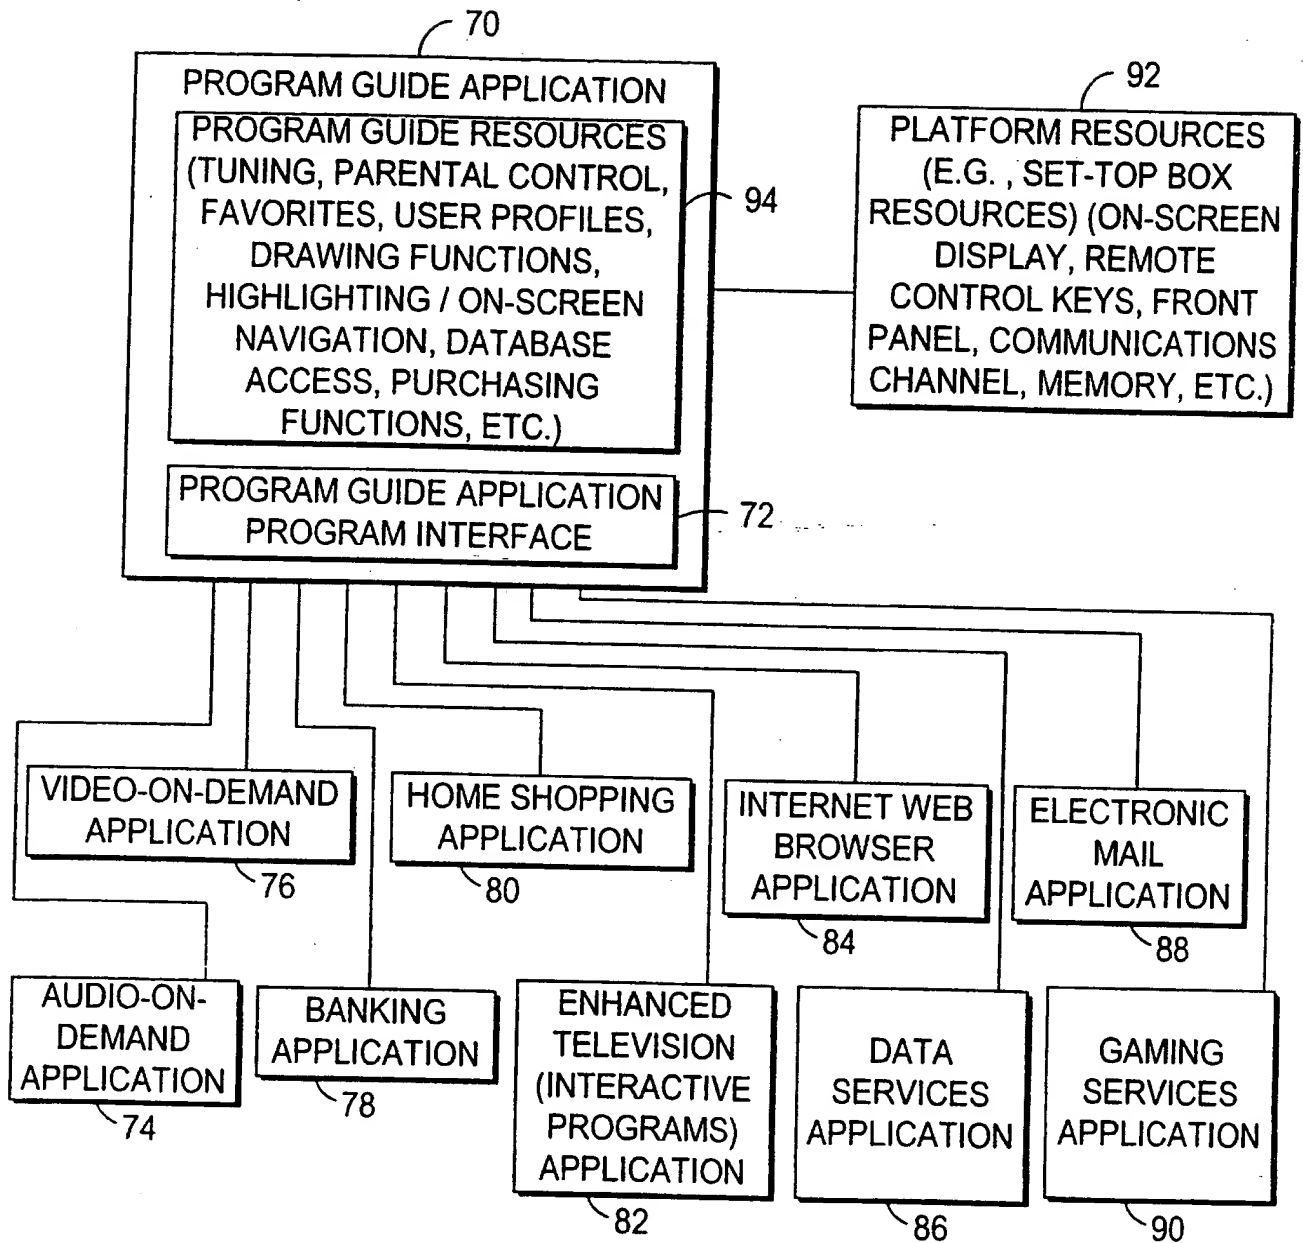 70
PROGRAM GUIDE APPLICATION
PROGRAM GUIDE RESOURCES
(TUNING, PARENTAL CONTROL,
FAVORITES, USER PROFILES,
DRAWING FUNCTIONS,
HIGHLIGHTING / ON-SCREEN
NAVIGATION, DATABASE
ACCESS, PURCHASING
FUNCTIONS, ETC.)
94
PROGRAM GUIDE APPLICATION
PROGRAM INTERFACE
72
92
PLATFORM RESOURCES
(E.G. , SET-TOP BOX
RESOURCES) (ON-SCREEN
DISPLAY, REMOTE
CONTROL KEYS, FRONT
PANEL, COMMUNICATIONS
CHANNEL, MEMORY, ETC.)
VIDEO-ON-DEMAND
APPLICATION
76
HOME SHOPPING
APPLICATION
80
INTERNET WEB
BROWSER
APPLICATION
84
ELECTRONIC
MAIL
APPLICATION
88
AUDIO-ON-
DEMAND
APPLICATION
74
BANKING
APPLICATION
78
ENHANCED
TELEVISION
(INTERACTIVE
PROGRAMS)
APPLICATION
82
DATA
SERVICES
APPLICATION
86
GAMING
SERVICES
APPLICATION
90